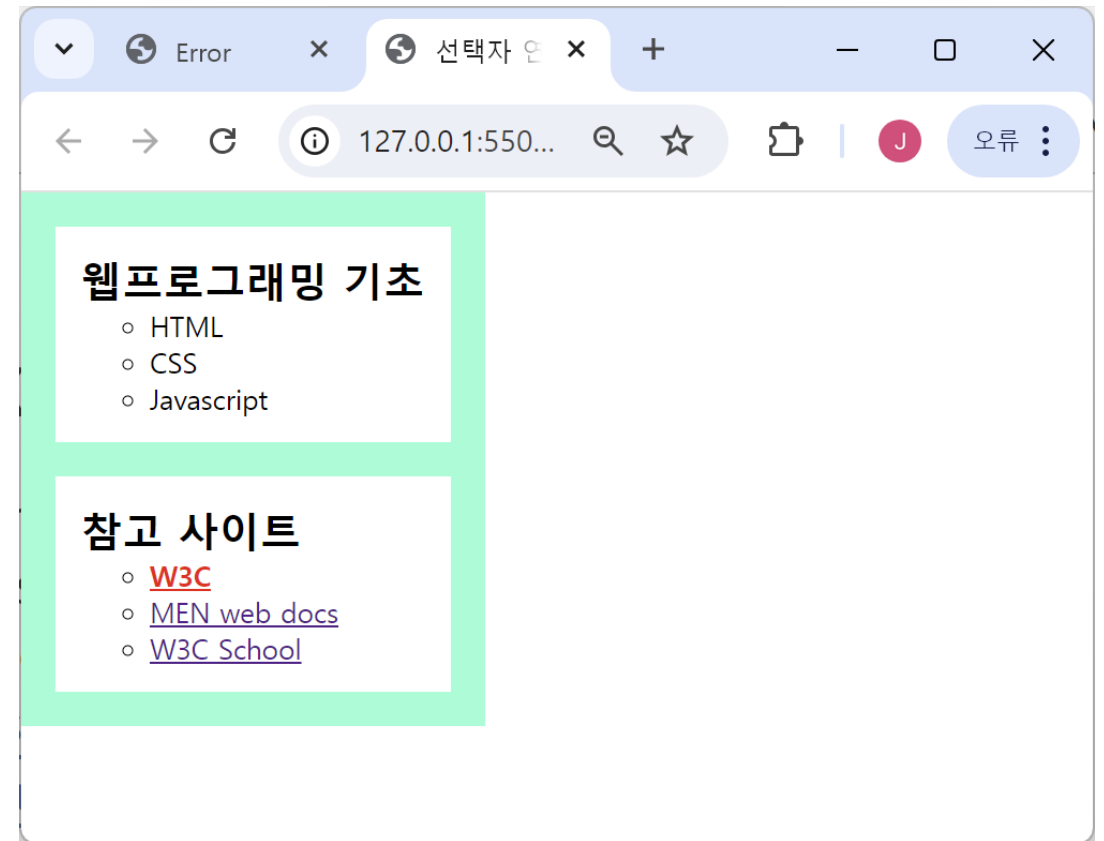 Error
선택자 연
127.0.0.1:550...
J
오류
웹프로그래밍 기초
HTML
CSS
Javascript
참고 사이트
W3C
MEN web docs
W3C School